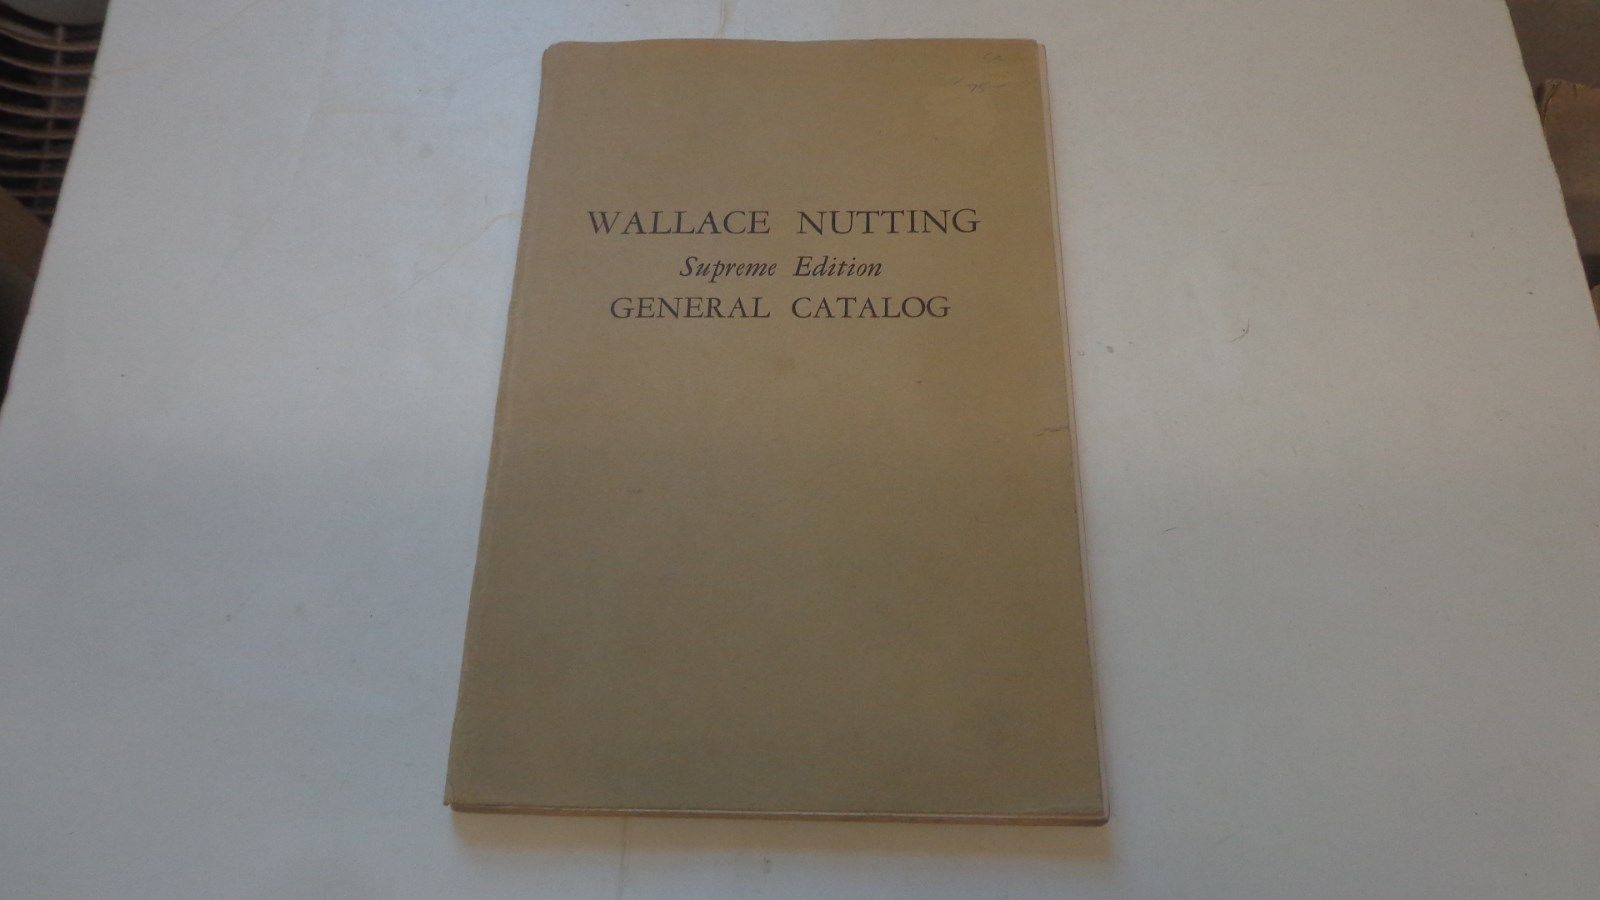 WALLACE NUTTING
Supreme Edition
GENERAL CATALOG